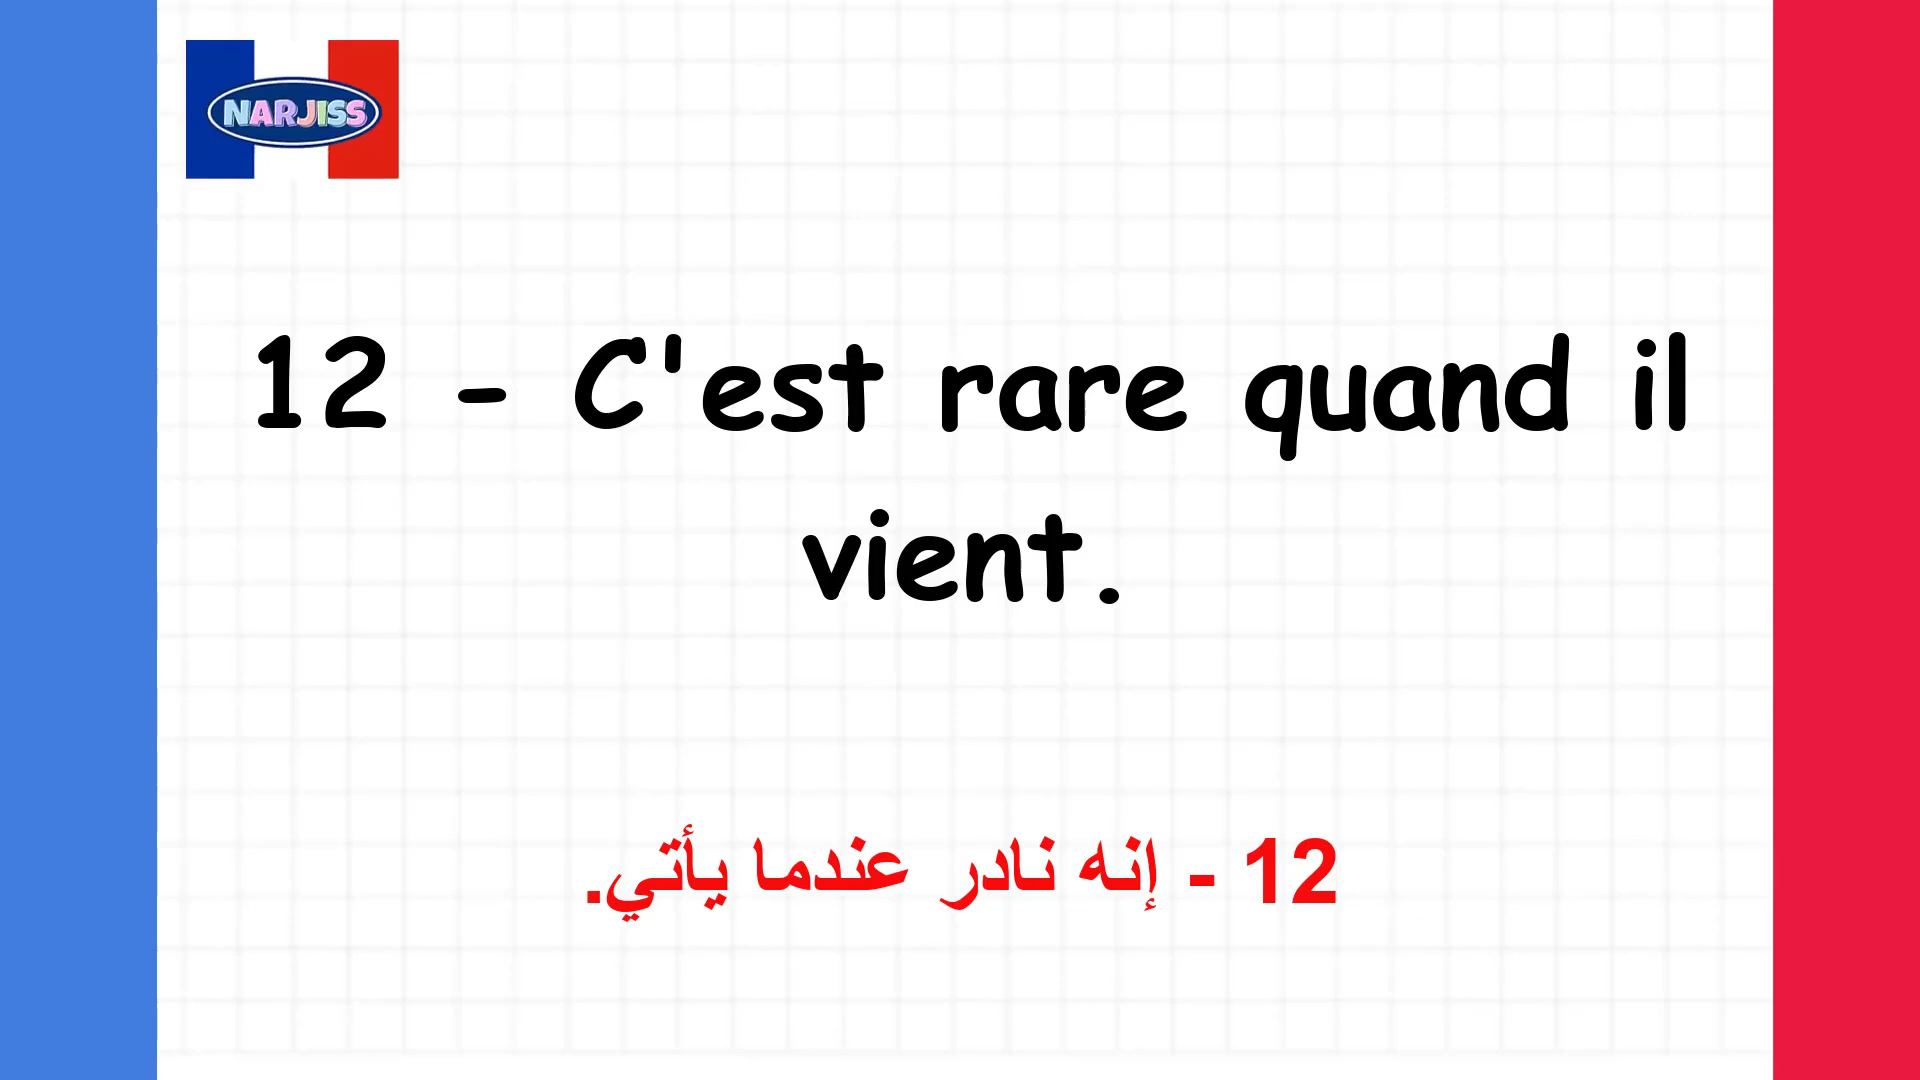 NARJISS
12 - C'est rare quand il
vient.
12 - إنه نادر عندما يأتي.